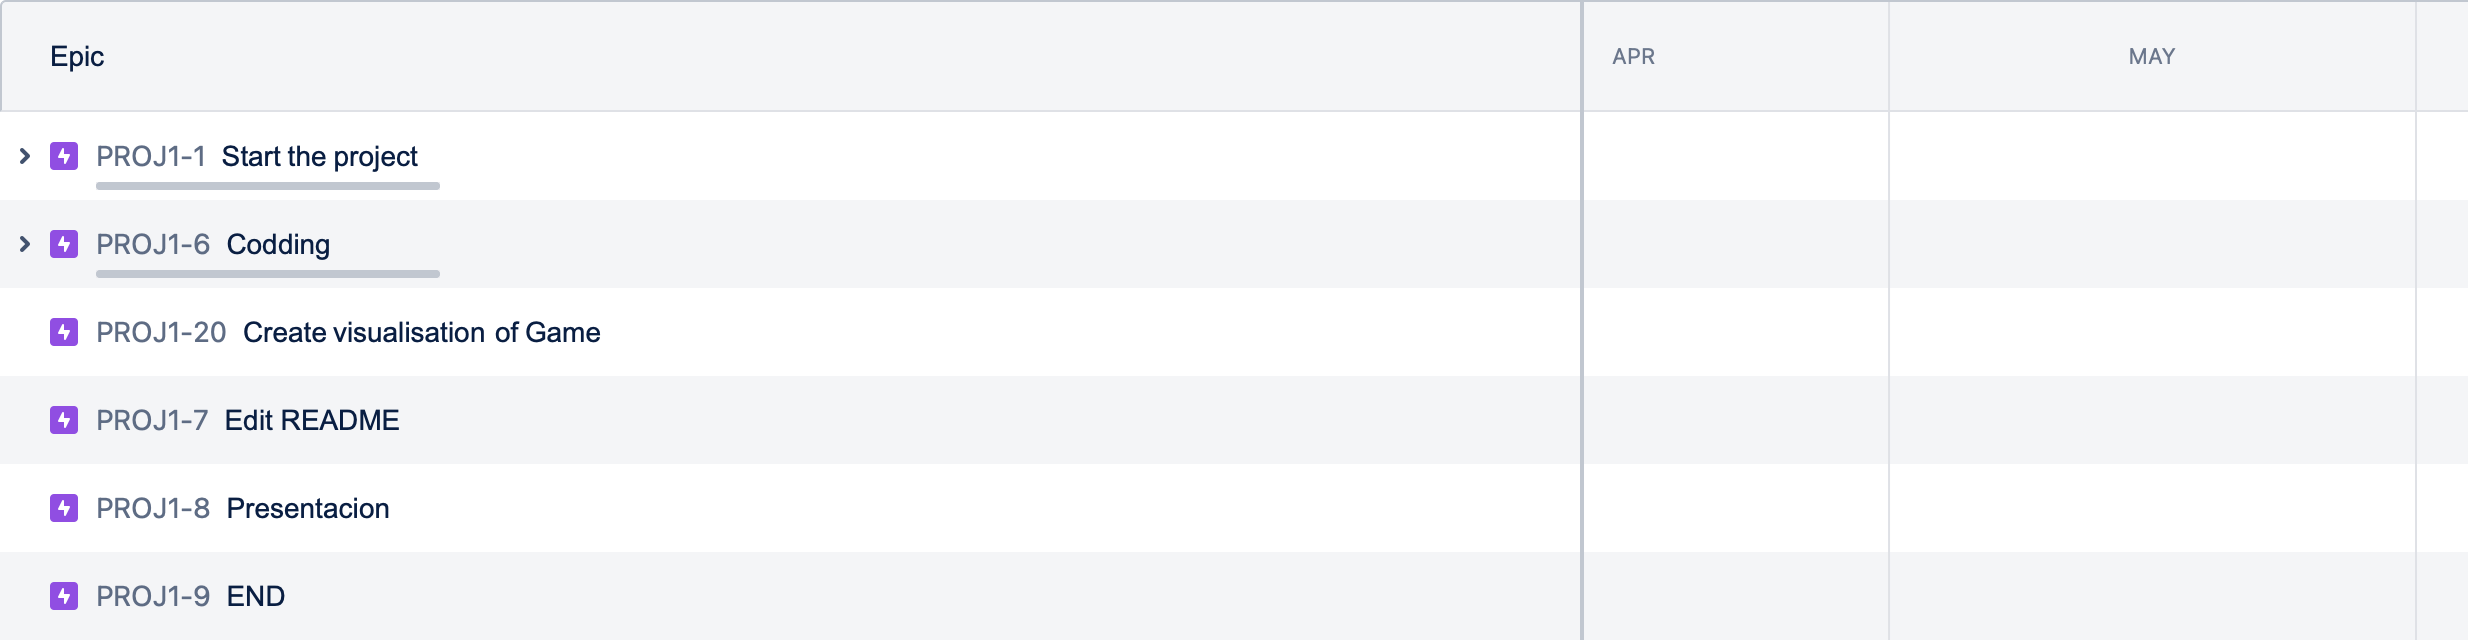 Epic APR MAY
PROJ1-1 Start the project
PROJ1-6 Codding
PROJ1-20 Create visualisation of Game
PROJ1-7 Edit README
PROJ1-8 Presentacion
PROJ1-9 END